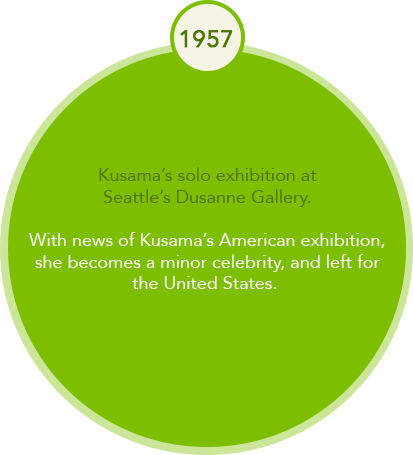 1957
Kusama's solo exhibition at
Seattle's Dusanne Gallery.
With news of Kusama's American exhibition,
she becomes a minor celebrity, and left for
the United States.